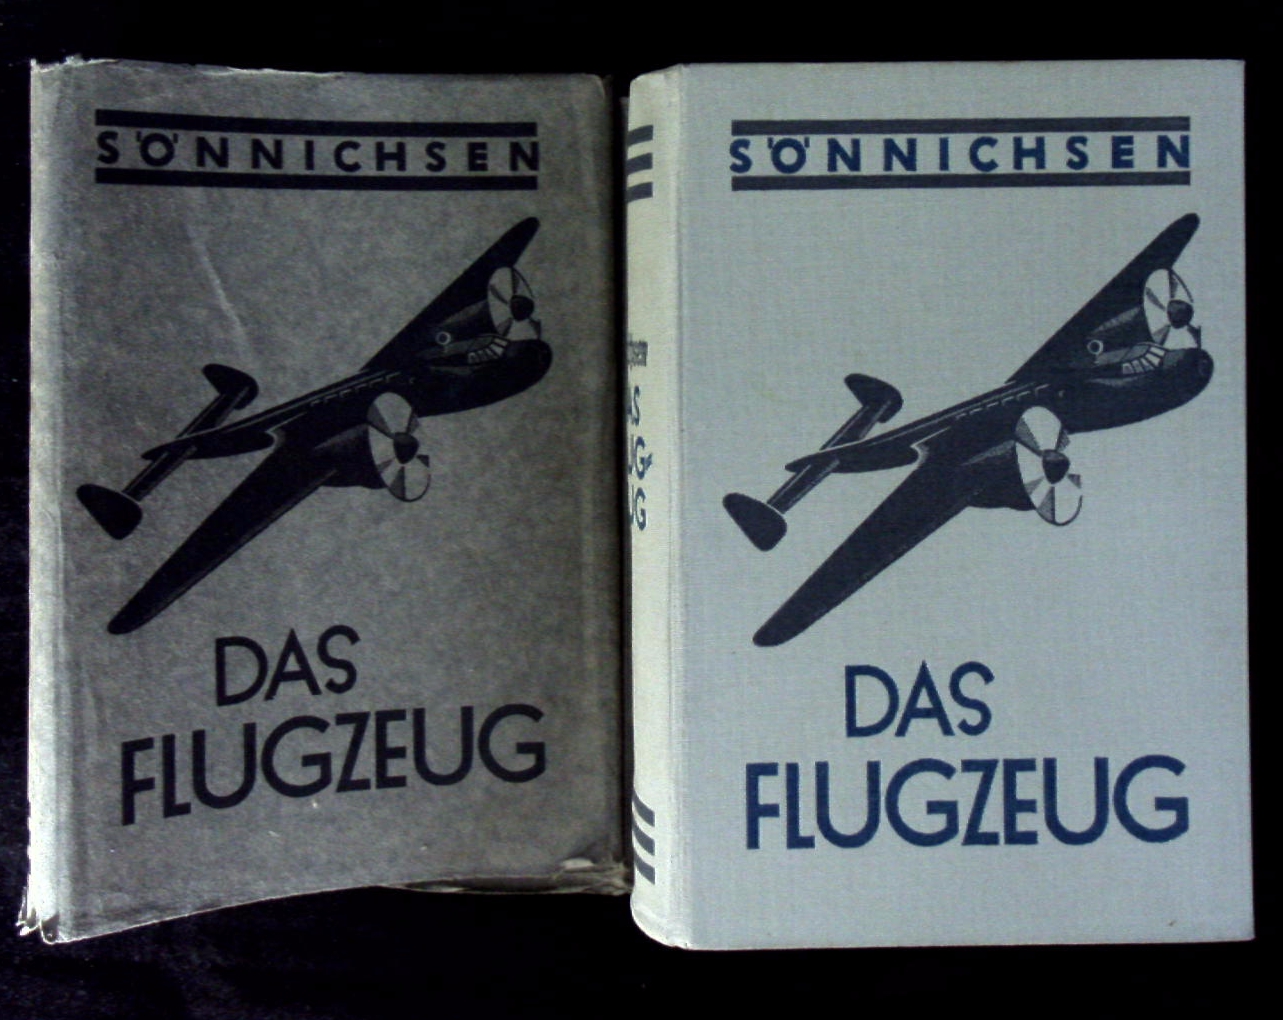 SÖNNICHSEN
DAS
FLUGZEUG
SÖNNICHSEN
DAS
FLUGZEUG